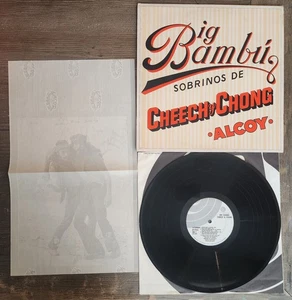 Big
Bambú
SOBRINOS DE
CHEECH y CHONG
·ALCOY·